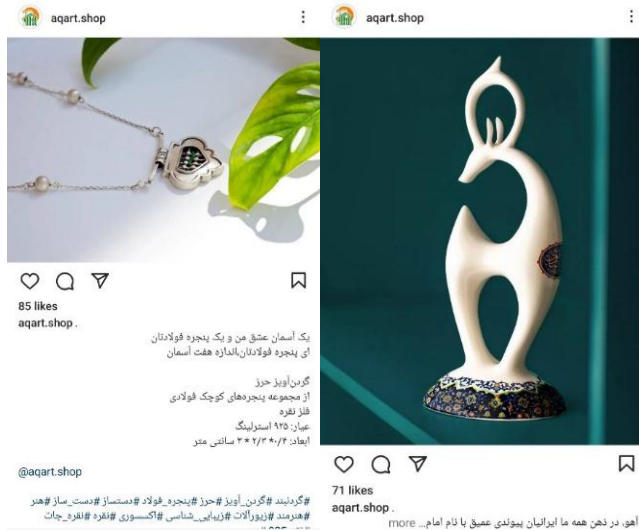 aqart.shop
85 likes
aqart.shop .
یک آسمان عشق من و یک پنجره فولادتان
ای پنجره فولادتان،اندازه هفت آسمان
گردن‌آویز حرز
از مجموعه پنجره‌های کوچک فولادی
فلز نقره
عیار: ۹۲۵ استرلینگ
ابعاد: ۰/۴* ۲/۳ * ۳ سانتی متر
@aqart.shop
#گردنبند #گردن_آویز #حرز #پنجره_فولاد #دستساز #دست_ساز #هنر
#هنرمند #زیورآلات #زیبایی_شناسی #اکسسوری #نقره #نقره_جات
aqart.shop
71 likes
aqart.shop .
در ذهن همه ما ایرانیان پیوندی عمیق با نام امام... more